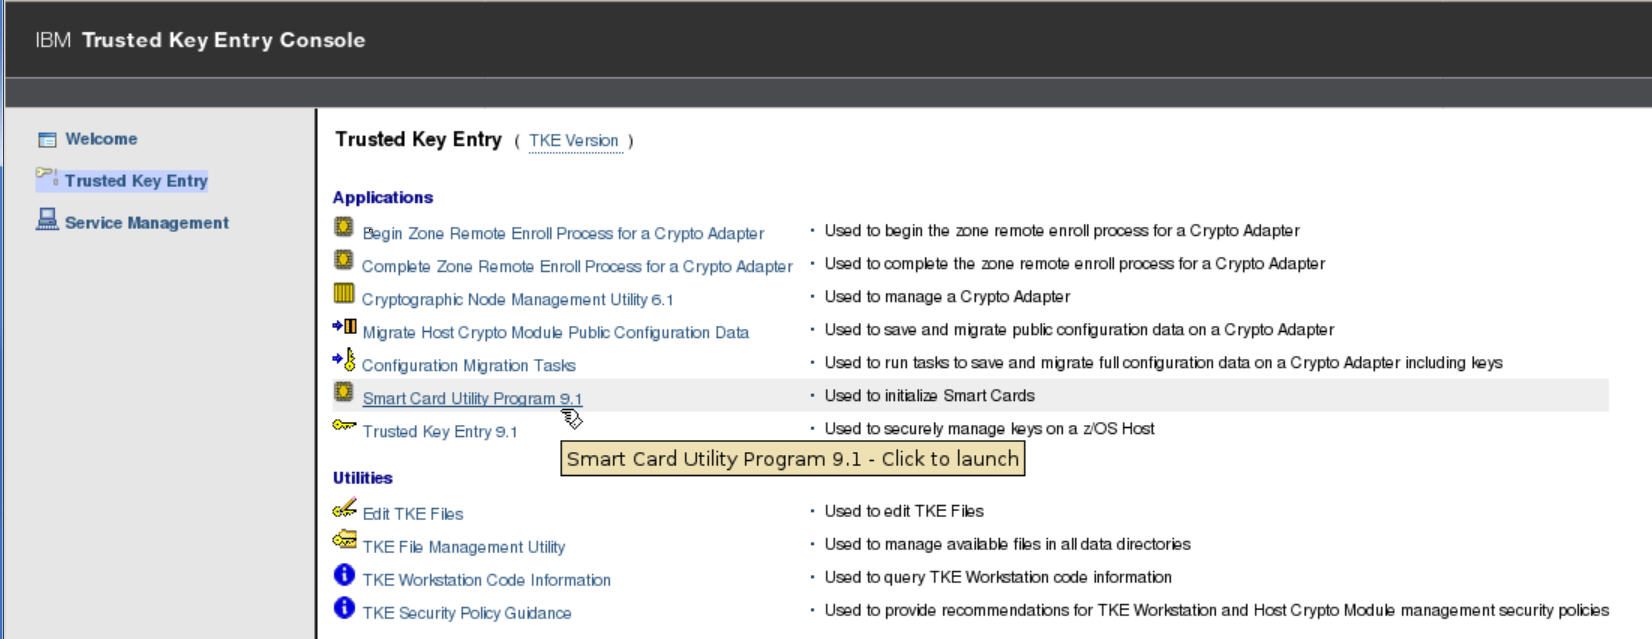 IBM Trusted Key Entry Console
Welcome
Trusted Key Entry
Service Management
Trusted Key Entry ( TKE Version )
Applications
Begin Zone Remote Enroll Process for a Crypto Adapter · Used to begin the zone remote enroll process for a Crypto Adapter
Complete Zone Remote Enroll Process for a Crypto Adapter · Used to complete the zone remote enroll process for a Crypto Adapter
Cryptographic Node Management Utility 6.1 · Used to manage a Crypto Adapter
Migrate Host Crypto Module Public Configuration Data · Used to save and migrate public configuration data on a Crypto Adapter
Configuration Migration Tasks · Used to run tasks to save and migrate full configuration data on a Crypto Adapter including keys
Smart Card Utility Program 9.1 · Used to initialize Smart Cards
Trusted Key Entry 9.1 · Used to securely manage keys on a z/OS Host
Smart Card Utility Program 9.1 - Click to launch
Utilities
Edit TKE Files · Used to edit TKE Files
TKE File Management Utility · Used to manage available files in all data directories
TKE Workstation Code Information · Used to query TKE Workstation code information
TKE Security Policy Guidance · Used to provide recommendations for TKE Workstation and Host Crypto Module management security policies